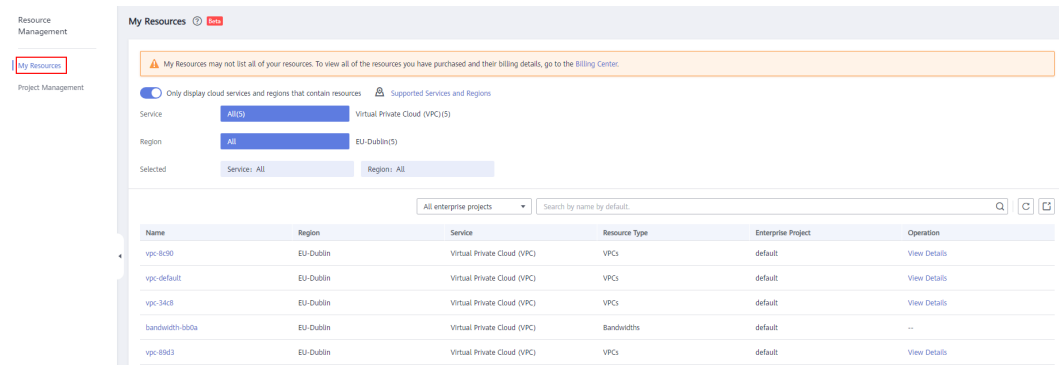 Resource
Management
My Resources
Project Management
My Resources ? Beta
My Resources may not list all of your resources. To view all of the resources you have purchased and their billing details, go to the Billing Center.
Only display cloud services and regions that contain resources Supported Services and Regions
Service All(5) Virtual Private Cloud (VPC)(5)
Region All EU-Dublin(5)
Selected Service: All Region: All
All enterprise projects Search by name by default.
Name Region Service Resource Type Enterprise Project Operation
vpc-8c90 EU-Dublin Virtual Private Cloud (VPC) VPCs default View Details
vpc-default EU-Dublin Virtual Private Cloud (VPC) VPCs default View Details
vpc-34c8 EU-Dublin Virtual Private Cloud (VPC) VPCs default View Details
bandwidth-bb0a EU-Dublin Virtual Private Cloud (VPC) Bandwidths default --
vpc-89d3 EU-Dublin Virtual Private Cloud (VPC) VPCs default View Details